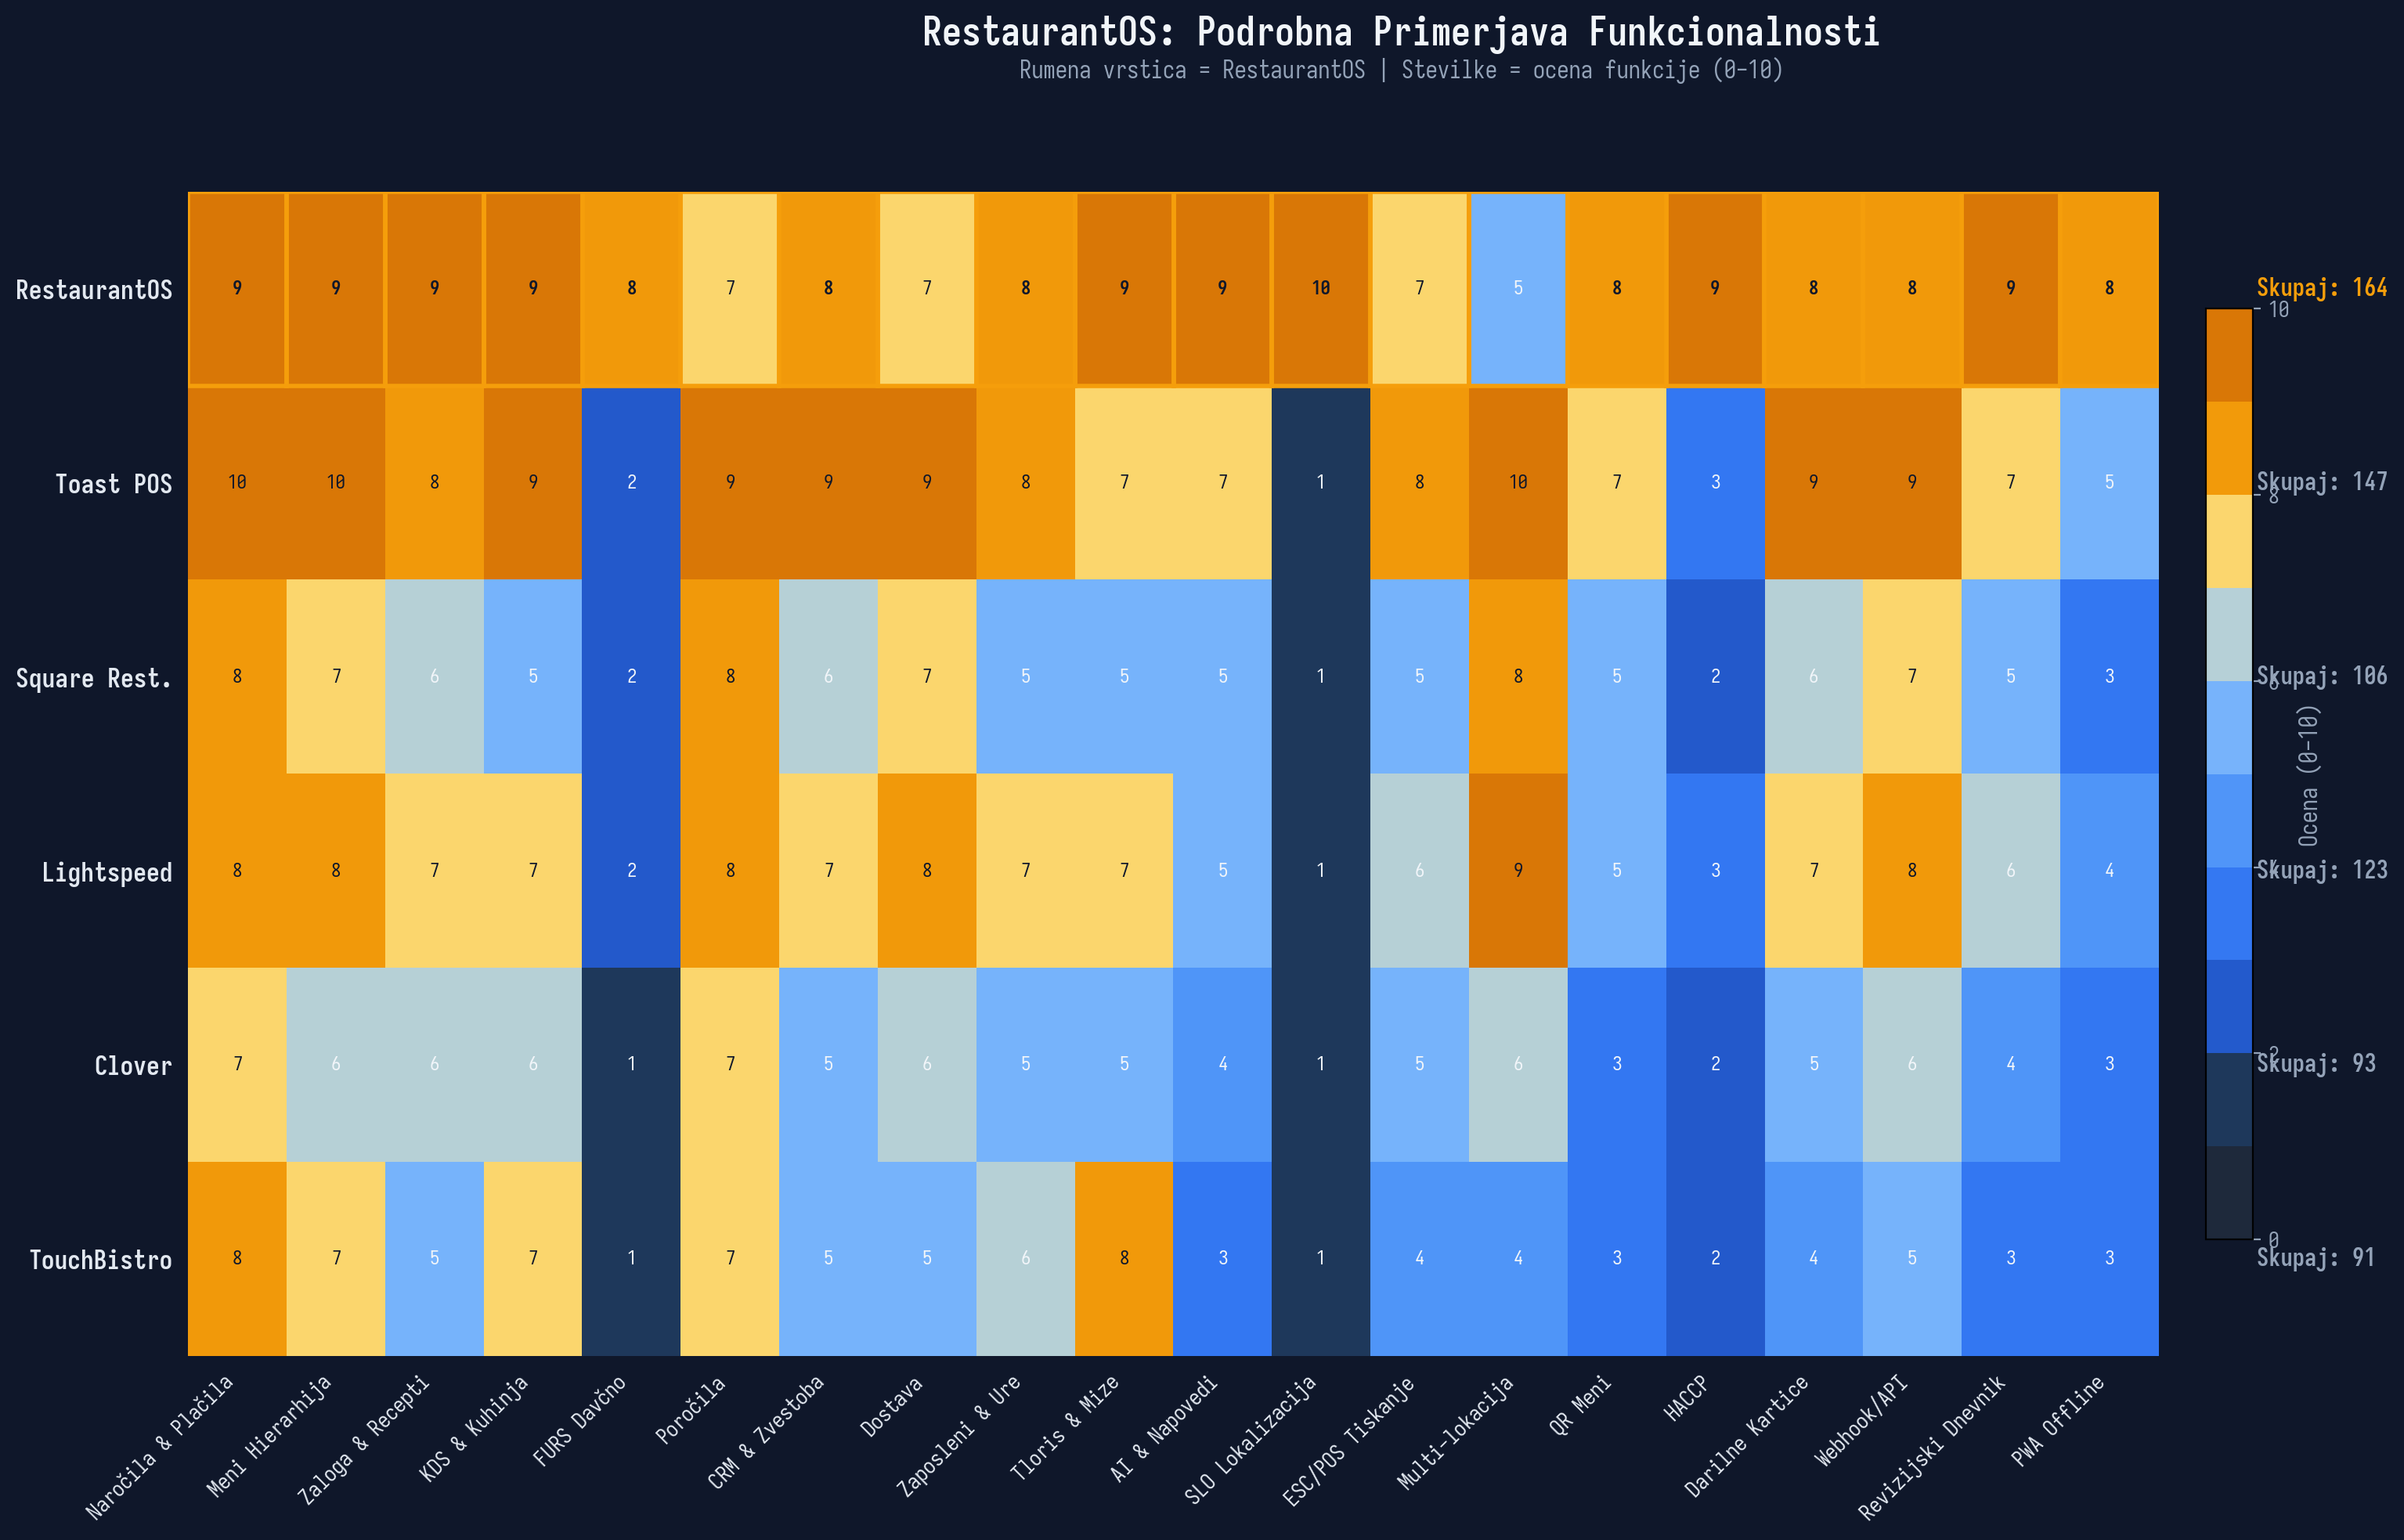 RestaurantOS: Podrobna Primerjava Funkcionalnosti
Rumena vrstica = RestaurantOS | Stevilke = ocena funkcije (0-10)
RestaurantOS 9 9 9 9 8 7 8 7 8 9 9 10 7 5 8 9 8 8 9 8 Skupaj: 164
Toast POS 10 10 8 9 2 9 9 9 8 7 7 1 8 10 7 3 9 9 7 5 Skupaj: 147
Square Rest. 8 7 6 5 2 8 6 7 5 5 5 1 5 8 5 2 6 7 5 3 Skupaj: 106
Lightspeed 8 8 7 7 2 8 7 8 7 7 5 1 6 9 5 3 7 8 6 4 Skupaj: 123
Clover 7 6 6 6 1 7 5 6 5 5 4 1 5 6 3 2 5 6 4 3 Skupaj: 93
TouchBistro 8 7 5 7 1 7 5 5 6 8 3 1 4 4 3 2 4 5 3 3 Skupaj: 91
10
8
6
4
2
0
Ocena (0-10)
Naročila & Plačila
Meni Hierarhija
Zaloga & Recepti
KDS & Kuhinja
FURS Davčno
Poročila
CRM & Zvestoba
Dostava
Zaposleni & Ure
Tloris & Mize
AI & Napovedi
SLO Lokalizacija
ESC/POS Tiskanje
Multi-lokacija
QR Meni
HACCP
Darilne Kartice
Webhook/API
Revizijski Dnevnik
PWA Offline